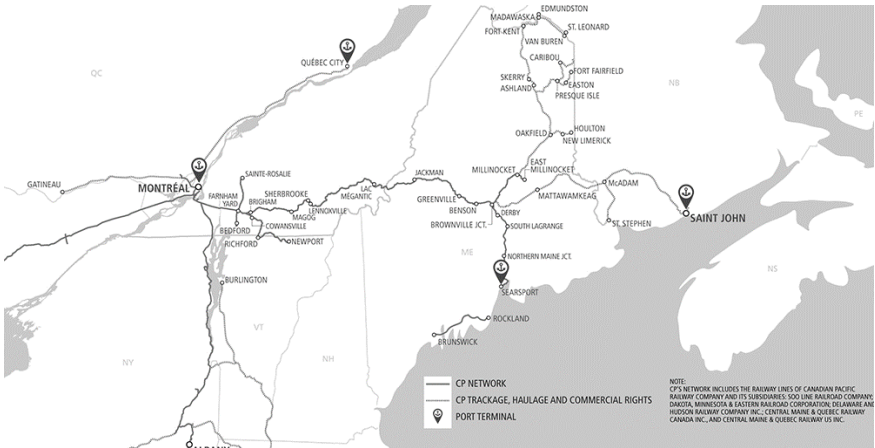 EDMUNDSTON
MADAWASKA
FORT-KENT
ST. LEONARD
VAN BUREN
QUÉBEC CITY
CARIBOU
QC
FORT FAIRFIELD
SKERRY
ASHLAND
EASTON
PRESQUE ISLE
NB
PE
OAKFIELD
HOULTON
NEW LIMERICK
GATINEAU
MONTRÉAL
SAINTE-ROSALIE
FARNHAM
YARD
BRIGHAM
SHERBROOKE
LAC
MÉGANTIC
JACKMAN
MILLINOCKET
EAST
MILLINOCKET
McADAM
MATTAWAMKEAG
GREENVILLE
BENSON
BROWNVILLE JCT.
DERBY
LENNOXVILLE
MAGOG
COWANSVILLE
BEDFORD
RICHFORD
NEWPORT
ST. STEPHEN
SAINT JOHN
SOUTH LAGRANGE
ME
NORTHERN MAINE JCT.
NS
BURLINGTON
SEARSPORT
ROCKLAND
BRUNSWICK
VT
NH
NY
ALBANY
CP NETWORK
CP TRACKAGE, HAULAGE AND COMMERCIAL RIGHTS
PORT TERMINAL
NOTE:
CP'S NETWORK INCLUDES THE RAILWAY LINES OF CANADIAN PACIFIC
RAILWAY COMPANY AND ITS SUBSIDIARIES: SOO LINE RAILROAD COMPANY;
DAKOTA, MINNESOTA & EASTERN RAILROAD CORPORATION; DELAWARE AND
HUDSON RAILWAY COMPANY INC.; CENTRAL MAINE & QUEBEC RAILWAY
CANADA INC., AND CENTRAL MAINE & QUEBEC RAILWAY US INC.